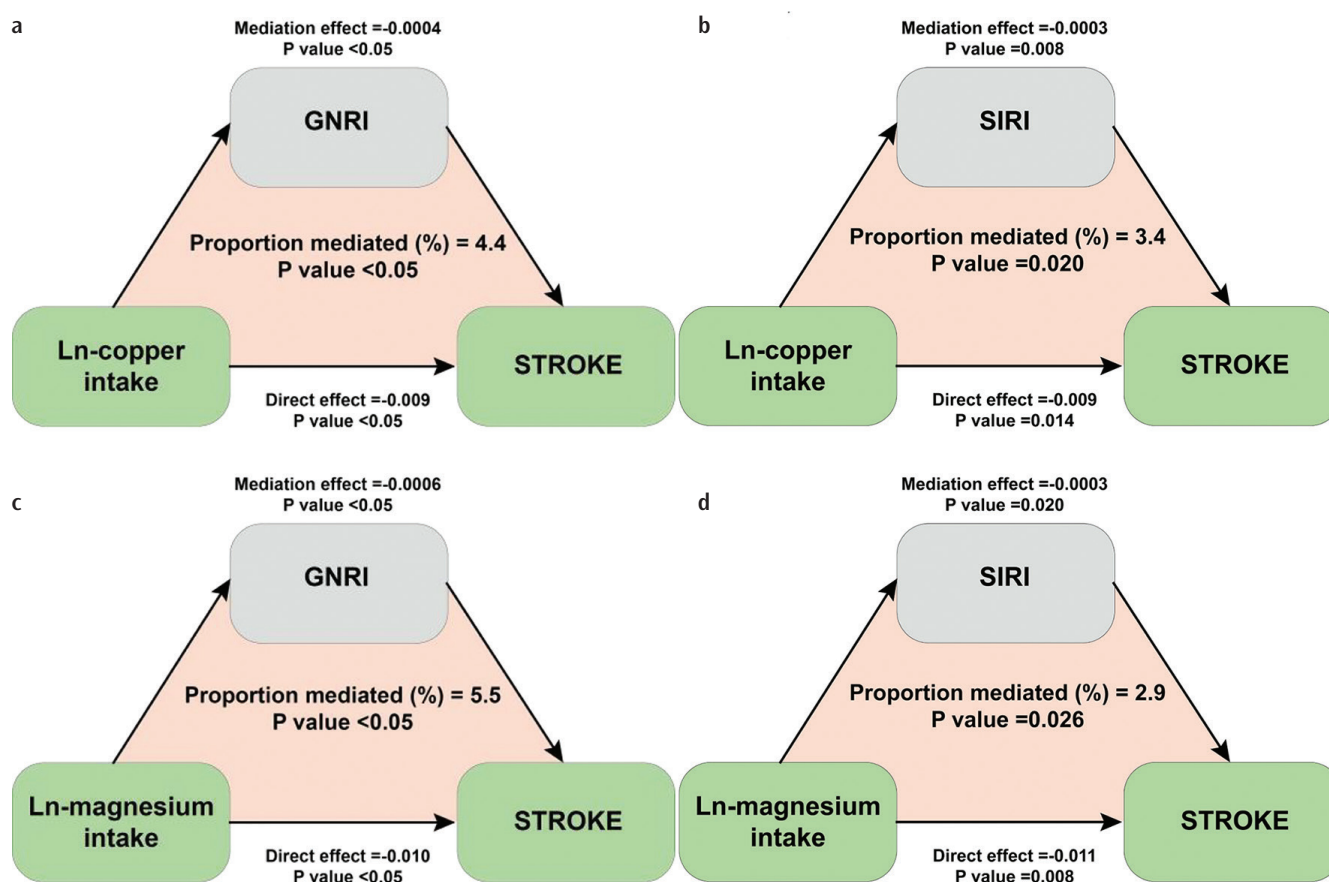 a
Mediation effect =-0.0004
P value <0.05
GNRI
Proportion mediated (%) = 4.4
P value <0.05
Ln-copper
intake
STROKE
Direct effect =-0.009
P value <0.05
b
Mediation effect =-0.0003
P value =0.008
SIRI
Proportion mediated (%) = 3.4
P value =0.020
Ln-copper
intake
STROKE
Direct effect =-0.009
P value =0.014
c
Mediation effect =-0.0006
P value <0.05
GNRI
Proportion mediated (%) = 5.5
P value <0.05
Ln-magnesium
intake
STROKE
Direct effect =-0.010
P value <0.05
d
Mediation effect =-0.0003
P value =0.020
SIRI
Proportion mediated (%) = 2.9
P value =0.026
Ln-magnesium
intake
STROKE
Direct effect =-0.011
P value =0.008